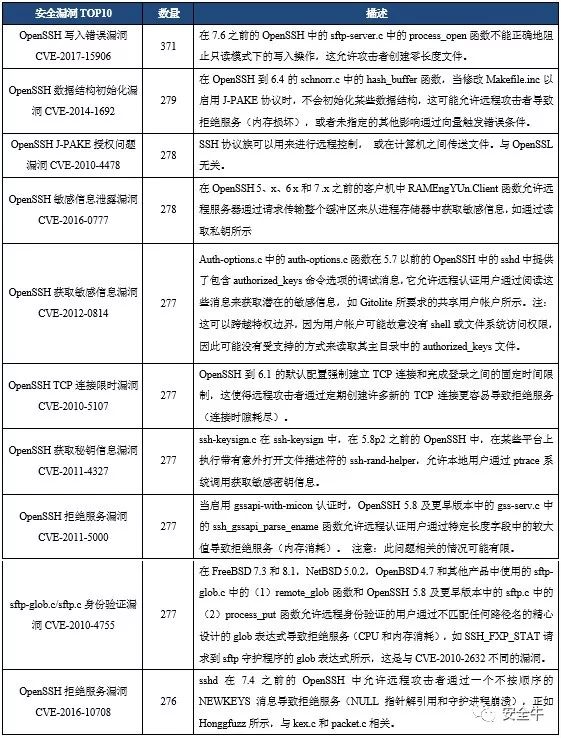 安全漏洞TOP10 数量 描述
OpenSSH 写入错误漏洞
CVE-2017-15906
371
在 7.6 之前的 OpenSSH 中的 sftp-server.c 中的 process_open 函数不能正确地阻
止只读模式下的写入操作，这允许攻击者创建零长度文件。
OpenSSH 数据结构初始化漏
洞 CVE-2014-1692
279
在 OpenSSH 到 6.4 的 schnorr.c 中的 hash_buffer 函数，当修改 Makefile.inc 以
启用 J-PAKE 协议时，不会初始化某些数据结构，这可能允许远程攻击者导致
拒绝服务（内存损坏），或者未指定的其他影响通过向量触发错误条件。
OpenSSH J-PAKE 授权问题
漏洞 CVE-2010-4478
278
SSH 协议族可以用来进行远程控制， 或在计算机之间传送文件。与 OpenSSL
无关。
OpenSSH 敏感信息泄露漏洞
CVE-2016-0777
278
在 OpenSSH 5、x、6 x 和 7 .x 之前的客户机中 RAMEngYUn.Client 函数允许远
程服务器通过请求传输整个缓冲区来从进程存储器中获取敏感信息，如通过读
取私钥所示
OpenSSH 获取敏感信息漏洞
CVE-2012-0814
277
Auth-options.c 中的 auth-options.c 函数在 5.7 以前的 OpenSSH 中的 sshd 中提供
了包含 authorized_keys 命令选项的调试消息，它允许远程认证用户通过阅读这
些消息来获取潜在的敏感信息，如 Gitolite 所要求的共享用户帐户所示。注：
这可以跨越特权边界，因为用户帐户可能故意没有 shell 或文件系统访问权限，
因此可能没有受支持的方式来读取其主目录中的 authorized_keys 文件。
OpenSSH TCP 连接限时漏洞
CVE-2010-5107
277
OpenSSH 到 6.1 的默认配置强制建立 TCP 连接和完成登录之间的固定时间限
制，这使得远程攻击者通过定期创建许多新的 TCP 连接更容易导致拒绝服务
（连接时隙耗尽）。
OpenSSH 获取秘钥信息漏洞
CVE-2011-4327
277
ssh-keysign.c 在 ssh-keysign 中，在 5.8p2 之前的 OpenSSH 中，在某些平台上
执行带有意外打开文件描述符的 ssh-rand-helper，允许本地用户通过 ptrace 系
统调用获取敏感密钥信息。
OpenSSH 拒绝服务漏洞
CVE-2011-5000
277
当启用 gssapi-with-micon 认证时，OpenSSH 5.8 及更早版本中的 gss-serv.c 中
的 ssh_gssapi_parse_ename 函数允许远程认证用户通过特定长度字段中的较大
值导致拒绝服务（内存消耗）。 注意：此问题相关的情况可能有限。
sftp-glob.c/sftp.c 身份验证漏
洞 CVE-2010-4755
277
在 FreeBSD 7.3 和 8.1，NetBSD 5.0.2，OpenBSD 4.7 和其他产品中使用的 sftp-
glob.c 中的（1）remote_glob 函数和 OpenSSH 5.8 及更早版本中的 sftp.c 中的
（2）process_put 函数允许远程身份验证的用户通过不匹配任何路径名的精心
设计的 glob 表达式导致拒绝服务（CPU 和内存消耗），如 SSH_FXP_STAT 请
求到 sftp 守护程序的 glob 表达式所示，这是与 CVE-2010-2632 不同的漏洞。
OpenSSH 拒绝服务漏洞
CVE-2016-10708
276
sshd 在 7.4 之前的 OpenSSH 中允许远程攻击者通过一个不按顺序的
NEWKEYS 消息导致拒绝服务（NULL 指针解引用和守护进程崩溃），正如
Honggfuzz 所示，与 kex.c 和 packet.c 相关。
安全牛